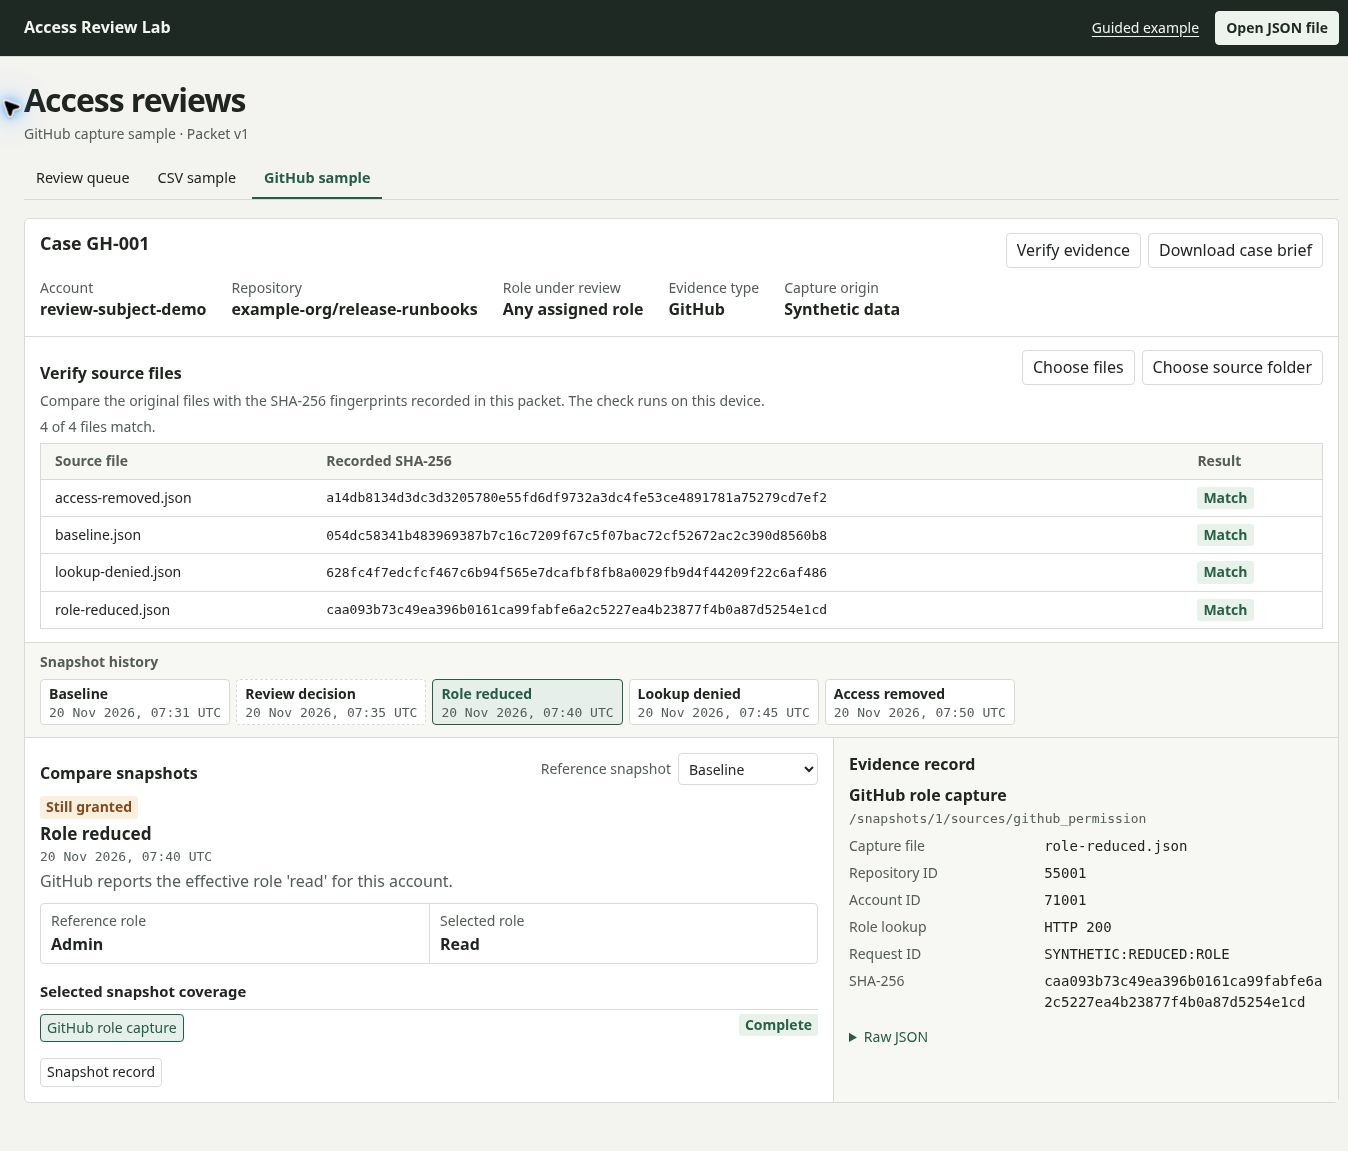 Access Review Lab
Guided example
Open JSON file
Access reviews
GitHub capture sample · Packet v1
Review queue
CSV sample
GitHub sample
Case GH-001
Verify evidence
Download case brief
Account
review-subject-demo
Repository
example-org/release-runbooks
Role under review
Any assigned role
Evidence type
GitHub
Capture origin
Synthetic data
Verify source files
Choose files
Choose source folder
Compare the original files with the SHA-256 fingerprints recorded in this packet. The check runs on this device.
4 of 4 files match.
Source file Recorded SHA-256 Result
access-removed.json a14db8134d3dc3d3205780e55fd6df9732a3dc4fe53ce4891781a75279cd7ef2 Match
baseline.json 054dc58341b483969387b7c16c7209f67c5f07bac72cf52672ac2c390d8560b8 Match
lookup-denied.json 628fc4f7edcfcf467c6b94f565e7dcafbf8fb8a0029fb9d4f44209f22c6af486 Match
role-reduced.json caa093b73c49ea396b0161ca99fabfe6a2c5227ea4b23877f4b0a87d5254e1cd Match
Snapshot history
Baseline
20 Nov 2026, 07:31 UTC
Review decision
20 Nov 2026, 07:35 UTC
Role reduced
20 Nov 2026, 07:40 UTC
Lookup denied
20 Nov 2026, 07:45 UTC
Access removed
20 Nov 2026, 07:50 UTC
Compare snapshots
Reference snapshot
Baseline
Still granted
Role reduced
20 Nov 2026, 07:40 UTC
GitHub reports the effective role 'read' for this account.
Reference role
Admin
Selected role
Read
Selected snapshot coverage
GitHub role capture
Complete
Snapshot record
Evidence record
GitHub role capture
/snapshots/1/sources/github_permission
Capture file role-reduced.json
Repository ID 55001
Account ID 71001
Role lookup HTTP 200
Request ID SYNTHETIC:REDUCED:ROLE
SHA-256 caa093b73c49ea396b0161ca99fabfe6a
2c5227ea4b23877f4b0a87d5254e1cd
Raw JSON